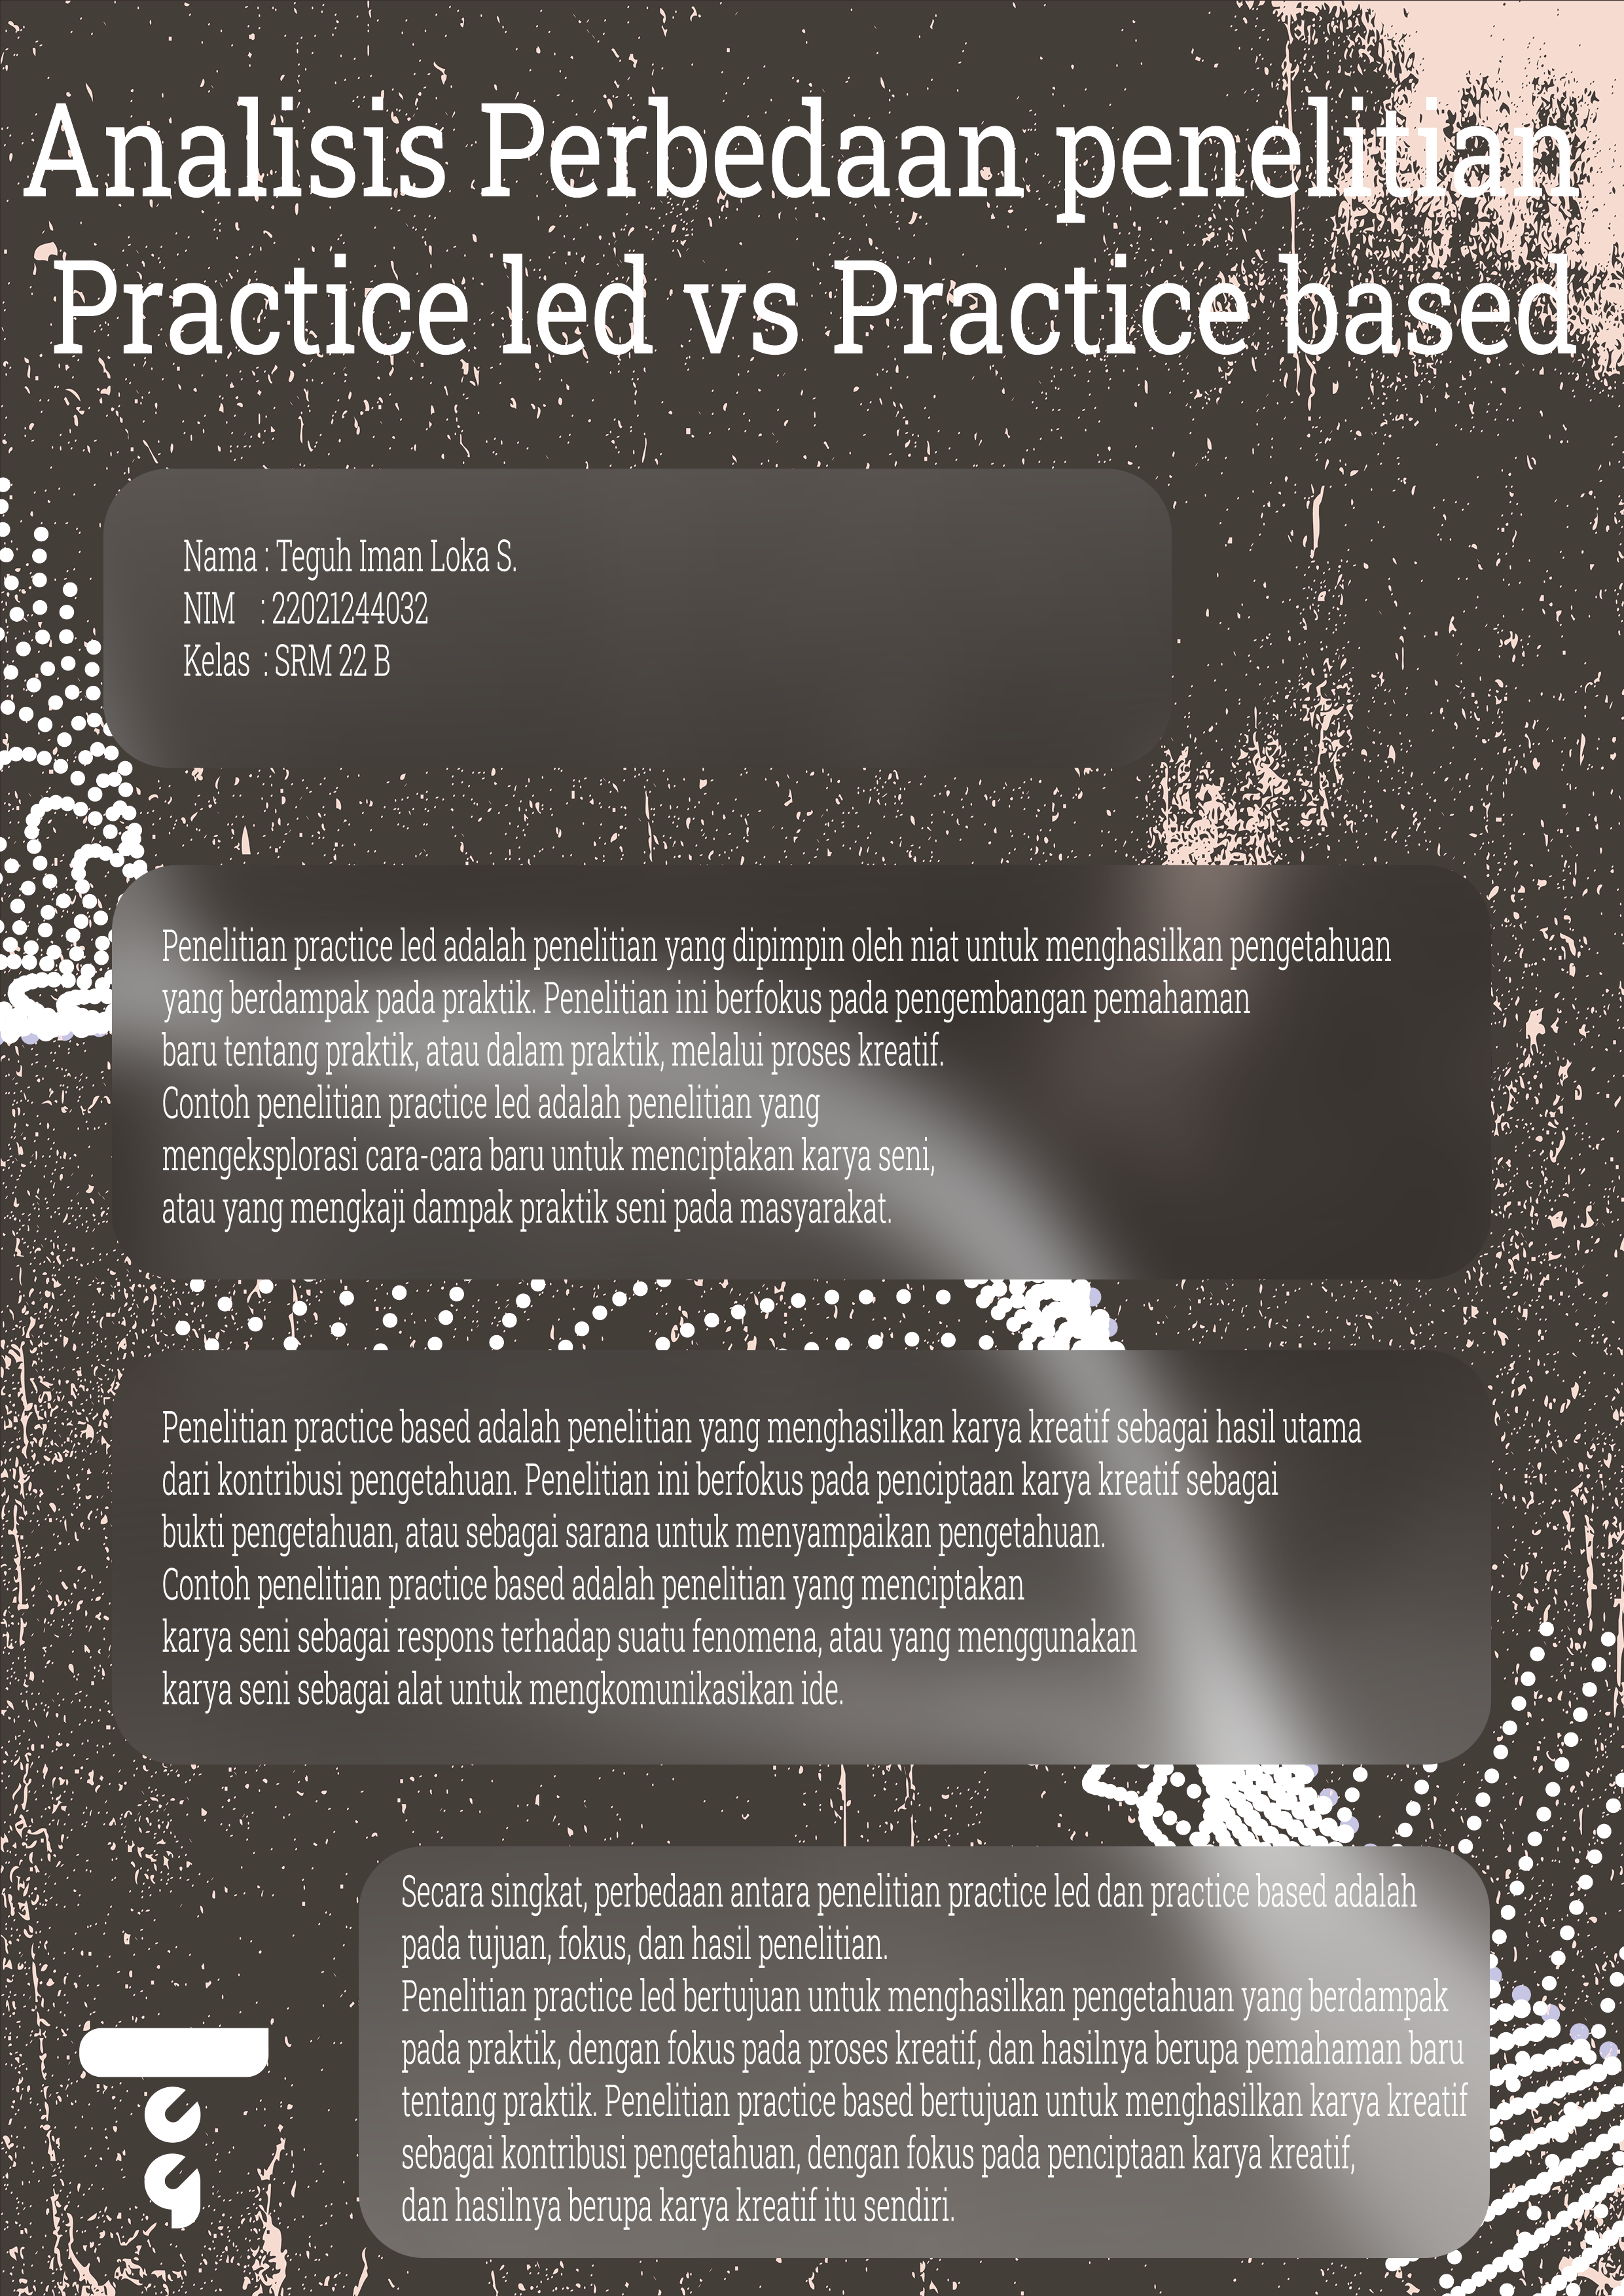 Analisis Perbedaan penelitian
Practice led vs Practice based
Nama : Teguh Iman Loka S.
NIM : 22021244032
Kelas : SRM 22 B
Penelitian practice led adalah penelitian yang dipimpin oleh niat untuk menghasilkan pengetahuan
yang berdampak pada praktik. Penelitian ini berfokus pada pengembangan pemahaman
baru tentang praktik, atau dalam praktik, melalui proses kreatif.
Contoh penelitian practice led adalah penelitian yang
mengeksplorasi cara-cara baru untuk menciptakan karya seni,
atau yang mengkaji dampak praktik seni pada masyarakat.
Penelitian practice based adalah penelitian yang menghasilkan karya kreatif sebagai hasil utama
dari kontribusi pengetahuan. Penelitian ini berfokus pada penciptaan karya kreatif sebagai
bukti pengetahuan, atau sebagai sarana untuk menyampaikan pengetahuan.
Contoh penelitian practice based adalah penelitian yang menciptakan
karya seni sebagai respons terhadap suatu fenomena, atau yang menggunakan
karya seni sebagai alat untuk mengkomunikasikan ide.
Secara singkat, perbedaan antara penelitian practice led dan practice based adalah
pada tujuan, fokus, dan hasil penelitian.
Penelitian practice led bertujuan untuk menghasilkan pengetahuan yang berdampak
pada praktik, dengan fokus pada proses kreatif, dan hasilnya berupa pemahaman baru
tentang praktik. Penelitian practice based bertujuan untuk menghasilkan karya kreatif
sebagai kontribusi pengetahuan, dengan fokus pada penciptaan karya kreatif,
dan hasilnya berupa karya kreatif itu sendiri.